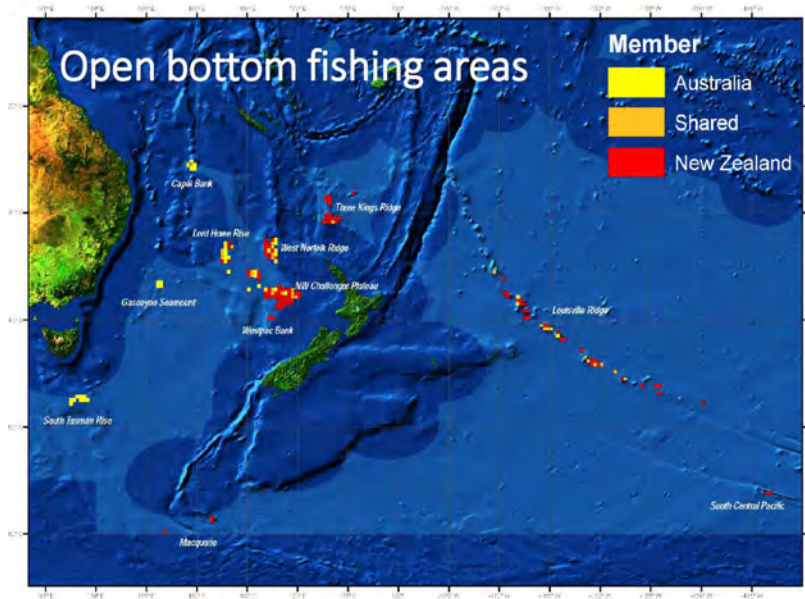 Open bottom fishing areas
Member
Australia
Shared
New Zealand
Capel Bank
Three Kings Ridge
Lord Howe Rise
West Norfolk Ridge
Gascoyne Seamount
NW Challenger Plateau
Westpac Bank
Louisville Ridge
South Tasman Rise
South Central Pacific
Macquarie